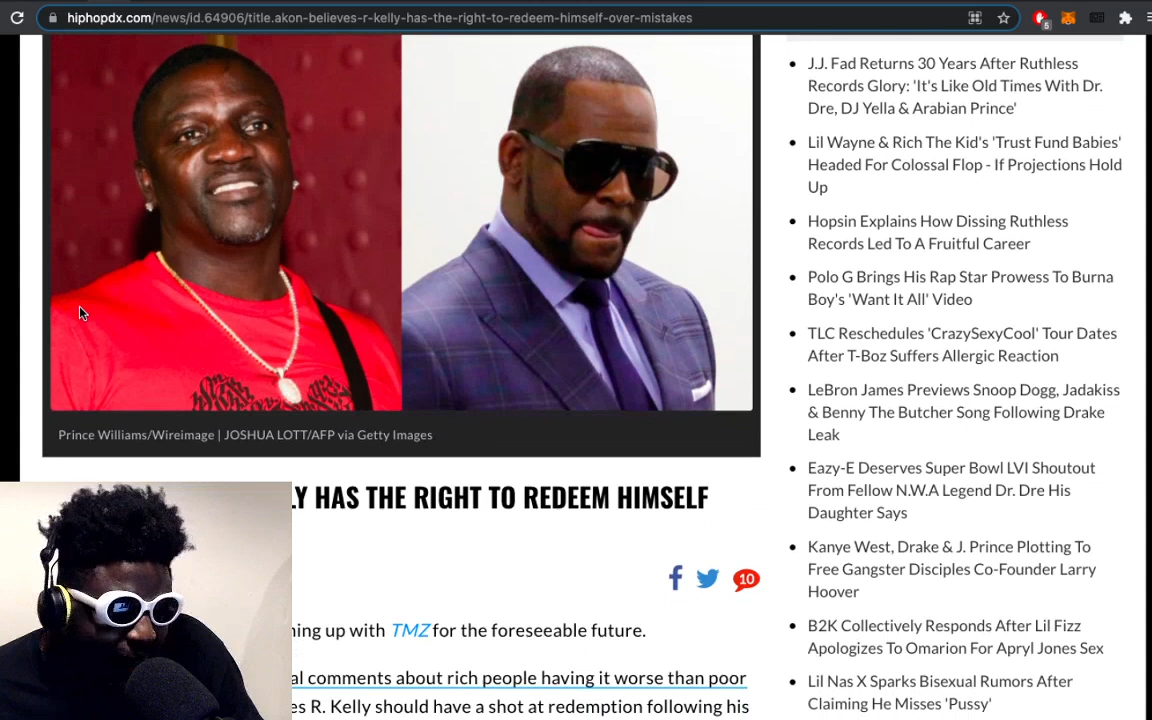 hiphopdx.com/news/id.64906/title.akon-believes-r-kelly-has-the-right-to-redeem-himself-over-mistakes
Prince Williams/Wireimage | JOSHUA LOTT/AFP via Getty Images
LY HAS THE RIGHT TO REDEEM HIMSELF
10
ning up with TMZ for the foreseeable future.
al comments about rich people having it worse than poor
es R. Kelly should have a shot at redemption following his
J.J. Fad Returns 30 Years After Ruthless
Records Glory: 'It's Like Old Times With Dr.
Dre, DJ Yella & Arabian Prince'
Lil Wayne & Rich The Kid's 'Trust Fund Babies'
Headed For Colossal Flop - If Projections Hold
Up
Hopsin Explains How Dissing Ruthless
Records Led To A Fruitful Career
Polo G Brings His Rap Star Prowess To Burna
Boy's 'Want It All' Video
TLC Reschedules 'CrazySexyCool' Tour Dates
After T-Boz Suffers Allergic Reaction
LeBron James Previews Snoop Dogg, Jadakiss
& Benny The Butcher Song Following Drake
Leak
Eazy-E Deserves Super Bowl LVI Shoutout
From Fellow N.W.A Legend Dr. Dre His
Daughter Says
Kanye West, Drake & J. Prince Plotting To
Free Gangster Disciples Co-Founder Larry
Hoover
B2K Collectively Responds After Lil Fizz
Apologizes To Omarion For Apryl Jones Sex
Lil Nas X Sparks Bisexual Rumors After
Claiming He Misses 'Pussy'